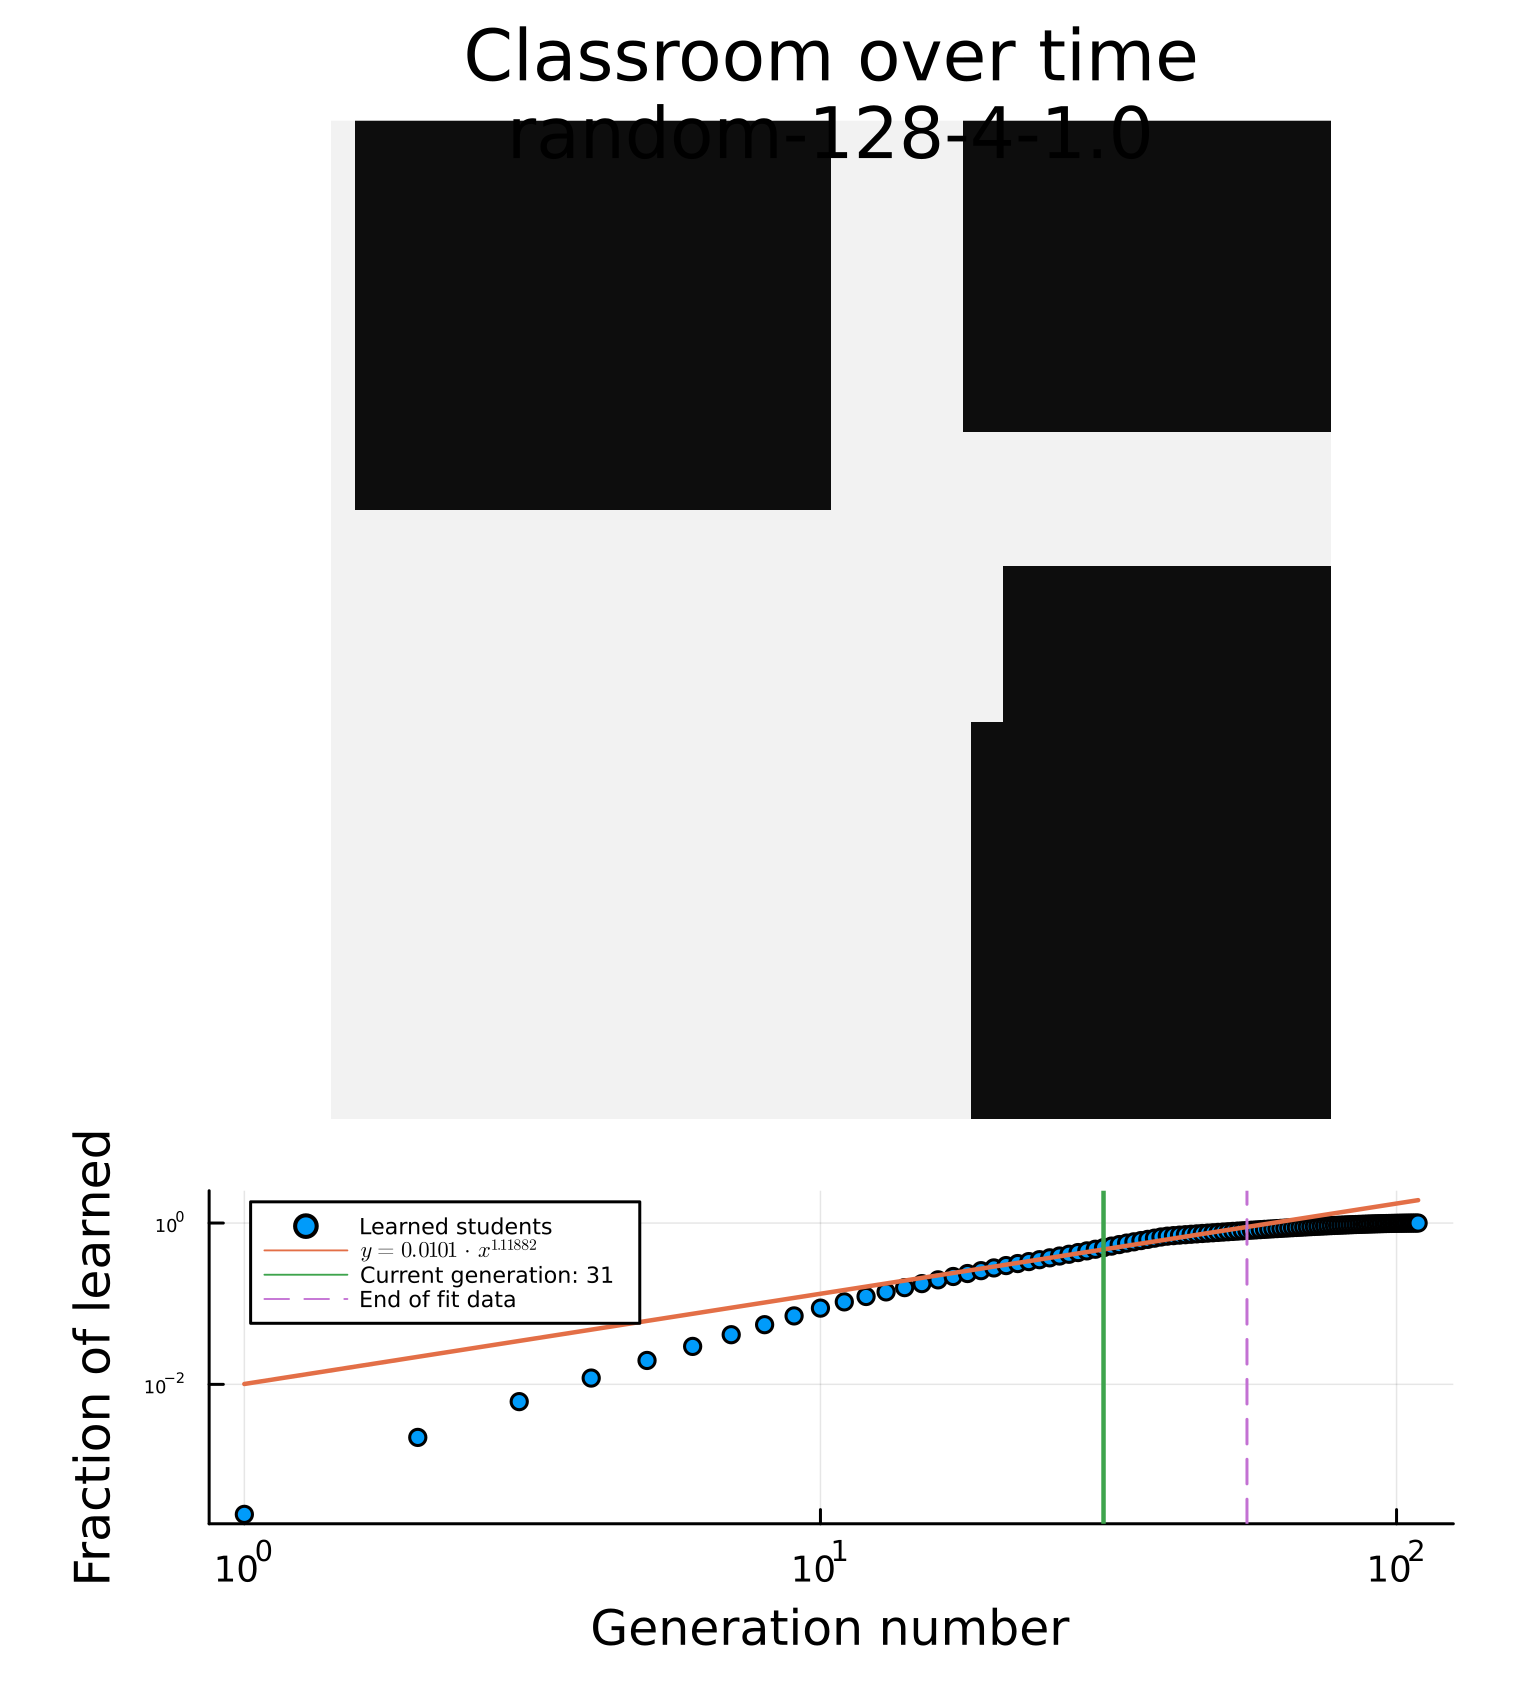 Classroom over time
random-128-4-1.0
Fraction of learned
10⁰
10⁻²
Learned students
y = 0.0101 · x^1.11882
Current generation: 31
End of fit data
10⁰ 10¹ 10²
Generation number